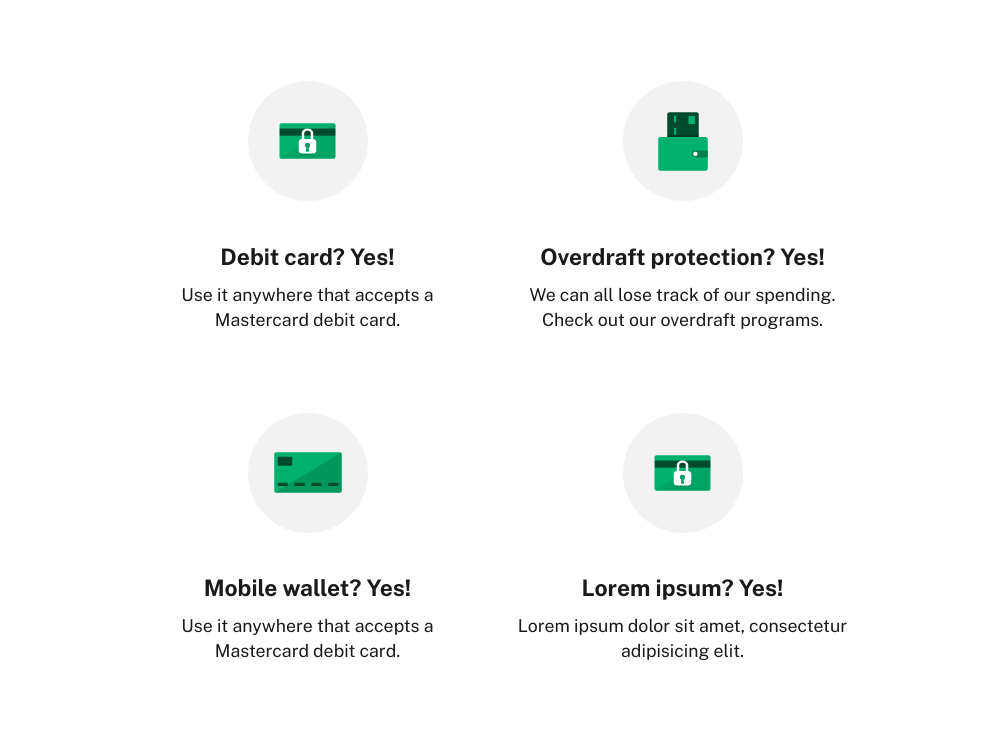 Debit card? Yes!
Use it anywhere that accepts a
Mastercard debit card.
Overdraft protection? Yes!
We can all lose track of our spending.
Check out our overdraft programs.
Mobile wallet? Yes!
Use it anywhere that accepts a
Mastercard debit card.
Lorem ipsum? Yes!
Lorem ipsum dolor sit amet, consectetur
adipisicing elit.